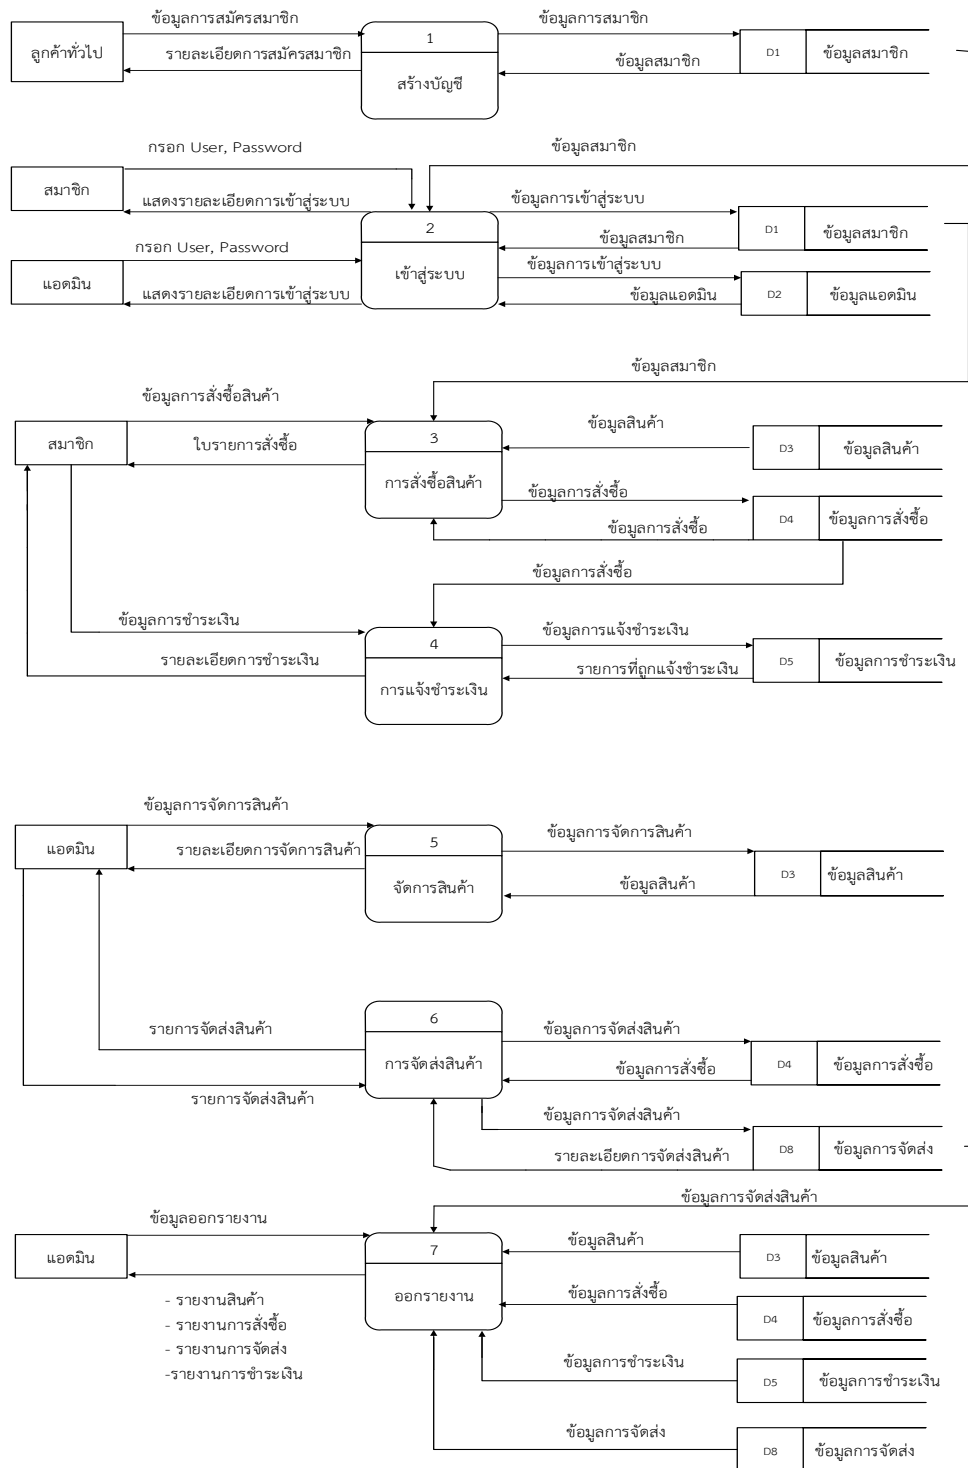 ข้อมูลการสมัครสมาชิก
ข้อมูลการสมาชิก
ลูกค้าทั่วไป
รายละเอียดการสมัครสมาชิก
1
สร้างบัญชี
ข้อมูลสมาชิก
D1
ข้อมูลสมาชิก
กรอก User, Password
ข้อมูลสมาชิก
สมาชิก
แสดงรายละเอียดการเข้าสู่ระบบ
ข้อมูลการเข้าสู่ระบบ
2
เข้าสู่ระบบ
ข้อมูลสมาชิก
D1
ข้อมูลสมาชิก
กรอก User, Password
ข้อมูลการเข้าสู่ระบบ
แอดมิน
แสดงรายละเอียดการเข้าสู่ระบบ
ข้อมูลแอดมิน
D2
ข้อมูลแอดมิน
ข้อมูลสมาชิก
ข้อมูลการสั่งซื้อสินค้า
สมาชิก
ใบรายการสั่งซื้อ
3
การสั่งซื้อสินค้า
ข้อมูลสินค้า
D3
ข้อมูลสินค้า
ข้อมูลการสั่งซื้อ
ข้อมูลการสั่งซื้อ
D4
ข้อมูลการสั่งซื้อ
ข้อมูลการสั่งซื้อ
ข้อมูลการชำระเงิน
รายละเอียดการชำระเงิน
4
การแจ้งชำระเงิน
ข้อมูลการแจ้งชำระเงิน
รายการที่ถูกแจ้งชำระเงิน
D5
ข้อมูลการชำระเงิน
ข้อมูลการจัดการสินค้า
แอดมิน
รายละเอียดการจัดการสินค้า
5
จัดการสินค้า
ข้อมูลการจัดการสินค้า
ข้อมูลสินค้า
D3
ข้อมูลสินค้า
รายการจัดส่งสินค้า
รายการจัดส่งสินค้า
6
การจัดส่งสินค้า
ข้อมูลการจัดส่งสินค้า
ข้อมูลการสั่งซื้อ
D4
ข้อมูลการสั่งซื้อ
ข้อมูลการจัดส่งสินค้า
รายละเอียดการจัดส่งสินค้า
D8
ข้อมูลการจัดส่ง
ข้อมูลการจัดส่งสินค้า
ข้อมูลออกรายงาน
แอดมิน
7
ออกรายงาน
- รายงานสินค้า
- รายงานการสั่งซื้อ
- รายงานการจัดส่ง
-รายงานการชำระเงิน
ข้อมูลสินค้า
D3
ข้อมูลสินค้า
ข้อมูลการสั่งซื้อ
D4
ข้อมูลการสั่งซื้อ
ข้อมูลการชำระเงิน
D5
ข้อมูลการชำระเงิน
ข้อมูลการจัดส่ง
D8
ข้อมูลการจัดส่ง